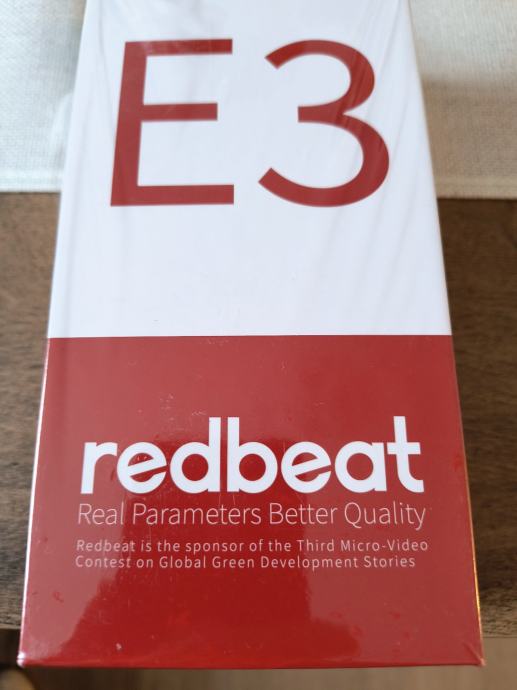 E3
redbeat
Real Parameters Better Quality
Redbeat is the sponsor of the Third Micro-Video
Contest on Global Green Development Stories